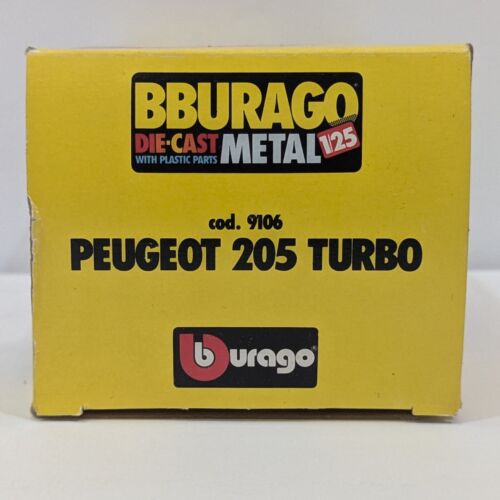 BBURAGO®
DIE-CAST METAL 1/25
WITH PLASTIC PARTS
cod. 9106
PEUGEOT 205 TURBO
burago®